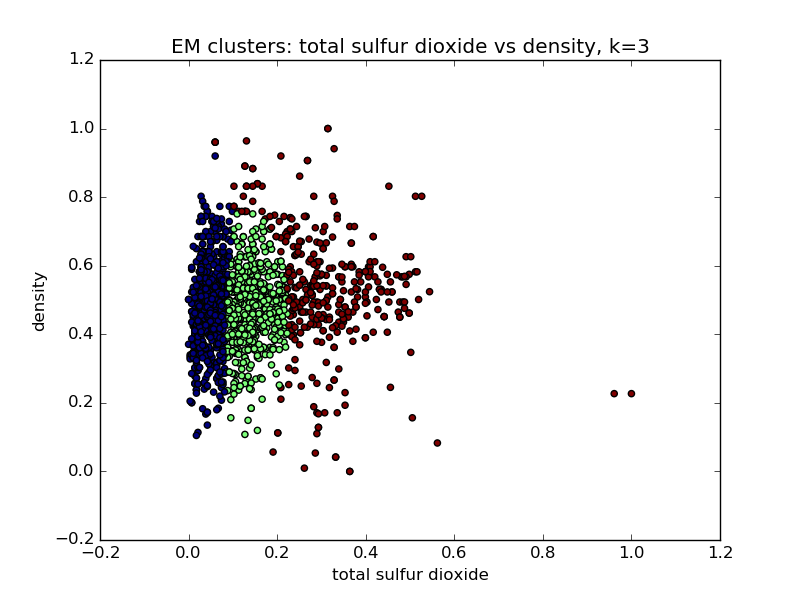 EM clusters: total sulfur dioxide vs density, k=3
1.2
1.0
0.8
0.6
0.4
0.2
0.0
−0.2
density
−0.2 0.0 0.2 0.4 0.6 0.8 1.0 1.2
total sulfur dioxide